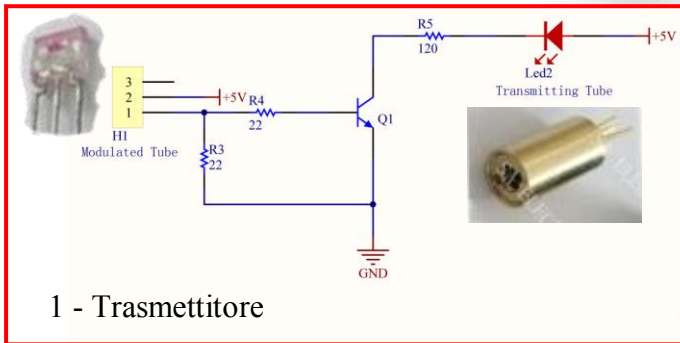 R5
120
+5V
Led2
Transmitting Tube
3
2
1
+5V
R4
22
Q1
H1
Modulated Tube
R3
22
GND
1 - Trasmettitore